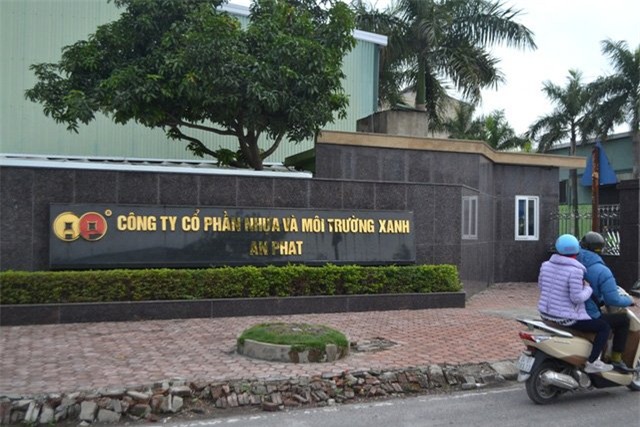 CÔNG TY CỔ PHẦN NHỰA VÀ MÔI TRƯỜNG XANH
AN PHÁT